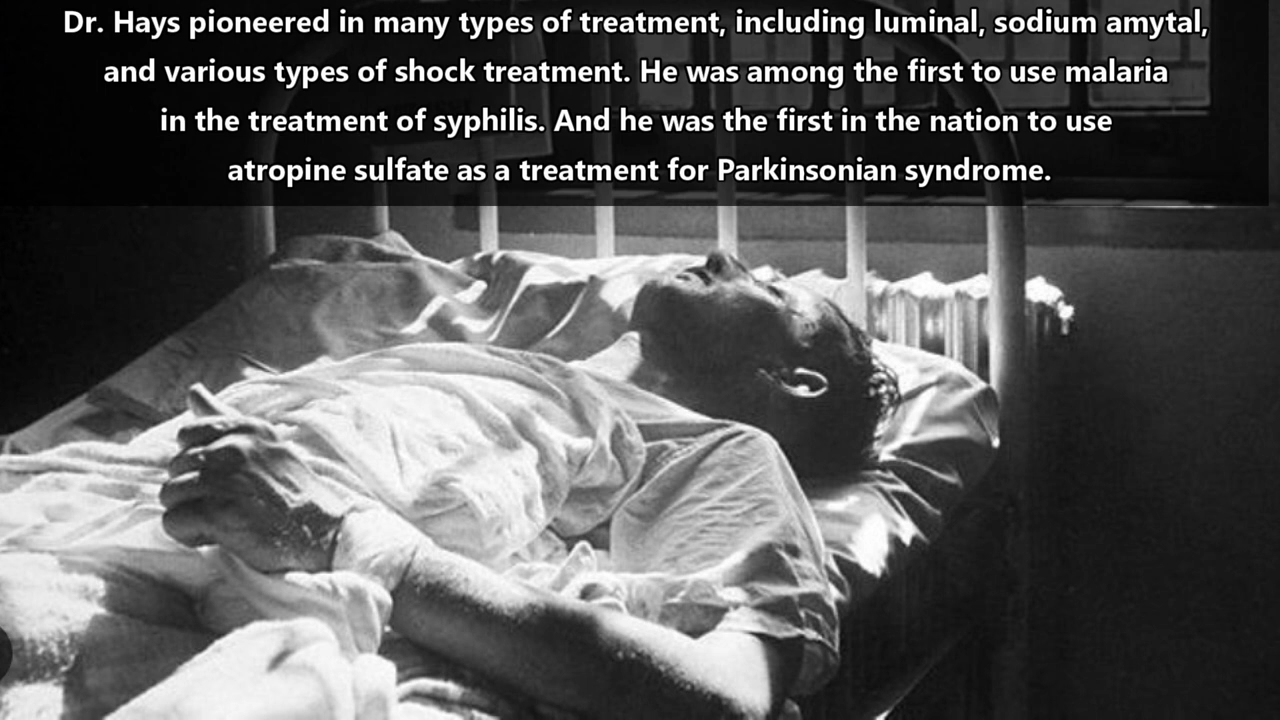 Dr. Hays pioneered in many types of treatment, including luminal, sodium amytal,
and various types of shock treatment. He was among the first to use malaria
in the treatment of syphilis. And he was the first in the nation to use
atropine sulfate as a treatment for Parkinsonian syndrome.